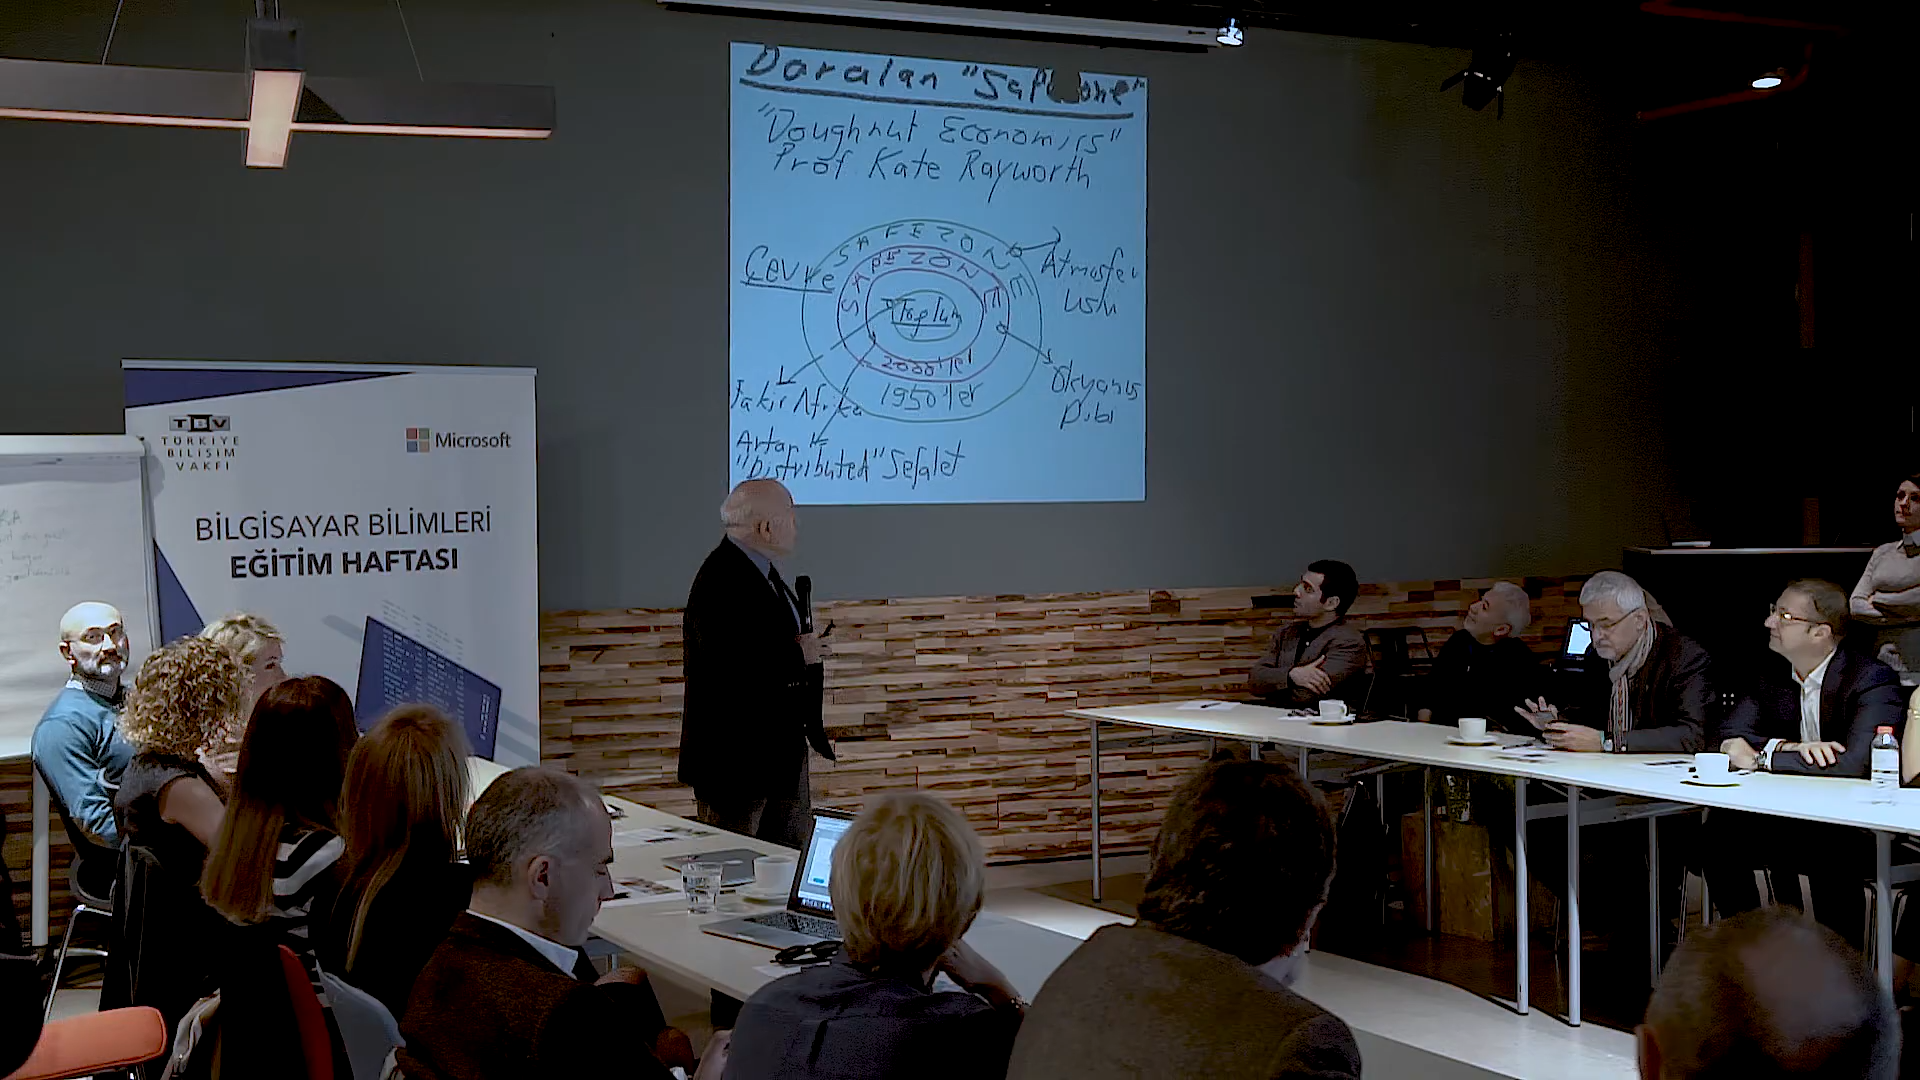 Daralan "Safe Zone"
"Doughnut Economics"
Prof Kate Rayworth
SAFE ZONE
SAFE ZONE
Çevre
Atmosfer
Toplum
2000'ler
1950'ler
Okyanus
Dibi
Fakir Afrika
Artan
"Distributed" Sefalet
TBV
TÜRKİYE
BİLİŞİM
VAKFI
Microsoft
BİLGİSAYAR BİLİMLERİ
EĞİTİM HAFTASI